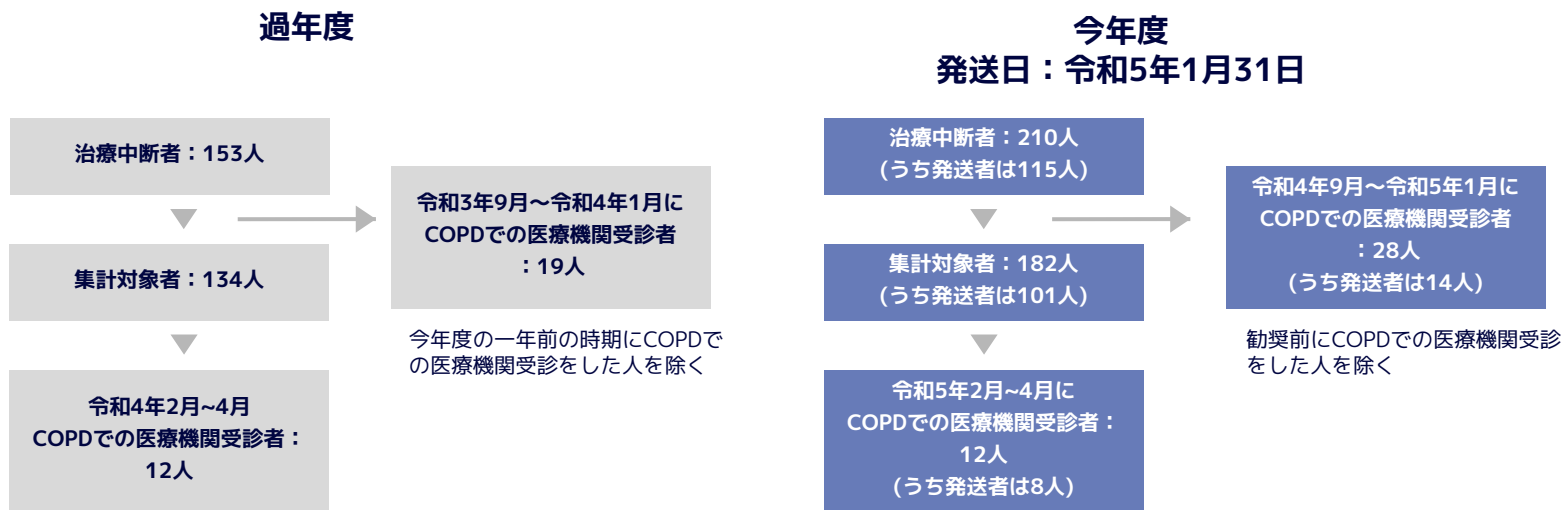 過年度
治療中断者：153人
令和3年9月～令和4年1月に
COPDでの医療機関受診者
：19人
集計対象者：134人
今年度の一年前の時期にCOPDで
の医療機関受診をした人を除く
令和4年2月~4月
COPDでの医療機関受診者：
12人
今年度
発送日：令和5年1月31日
治療中断者：210人
(うち発送者は115人)
令和4年9月～令和5年1月に
COPDでの医療機関受診者
：28人
(うち発送者は14人)
集計対象者：182人
(うち発送者は101人)
勧奨前にCOPDでの医療機関受診
をした人を除く
令和5年2月~4月に
COPDでの医療機関受診者：
12人
(うち発送者は8人)